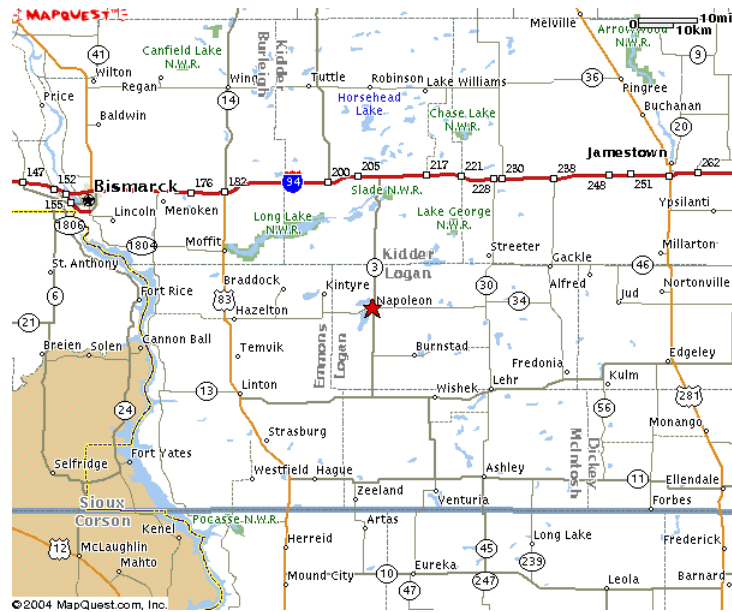 MAPQUEST
10mi
0 10km
Melville
Arrowwood
N.W.R.
9
41
Canfield Lake
N.W.R.
Kidder
Burleigh
Wilton
Regan
Wing
Tuttle
Robinson
Lake Williams
36
Pingree
Price
14
Horsehead
Lake
Buchanan
Baldwin
Chase Lake
N.W.R.
20
Jamestown
147
152
176
182
94
200
205
217
221
230
238
262
228
248
251
Bismarck
155
Slade N.W.R.
Lincoln
Menoken
Long Lake
N.W.R.
Lake George
N.W.R.
Ypsilanti
1806
1804
Moffit
Kidder
Logan
Streeter
Millarton
3
Gackle
46
St. Anthony
Braddock
Kintyre
30
Alfred
Nortonville
6
Fort Rice
83
Napoleon
34
Jud
21
Hazelton
Cannon Ball
Emmons
Logan
Breien
Solen
Temvik
Burnstad
Edgeley
Fredonia
13
Linton
Lehr
Kulm
Wishek
281
24
56
Strasburg
Dickey
McIntosh
Monango
Selfridge
Fort Yates
Westfield
Hague
Ashley
11
Ellendale
Zeeland
Venturia
Forbes
Sioux
Corson
Pocasse N.W.R.
Artas
Kenel
Long Lake
12
McLaughlin
Herreid
45
239
Frederick
Mahto
Mound City
10
Eureka
247
Leola
Barnard
47
©2004 MapQuest.com, Inc.